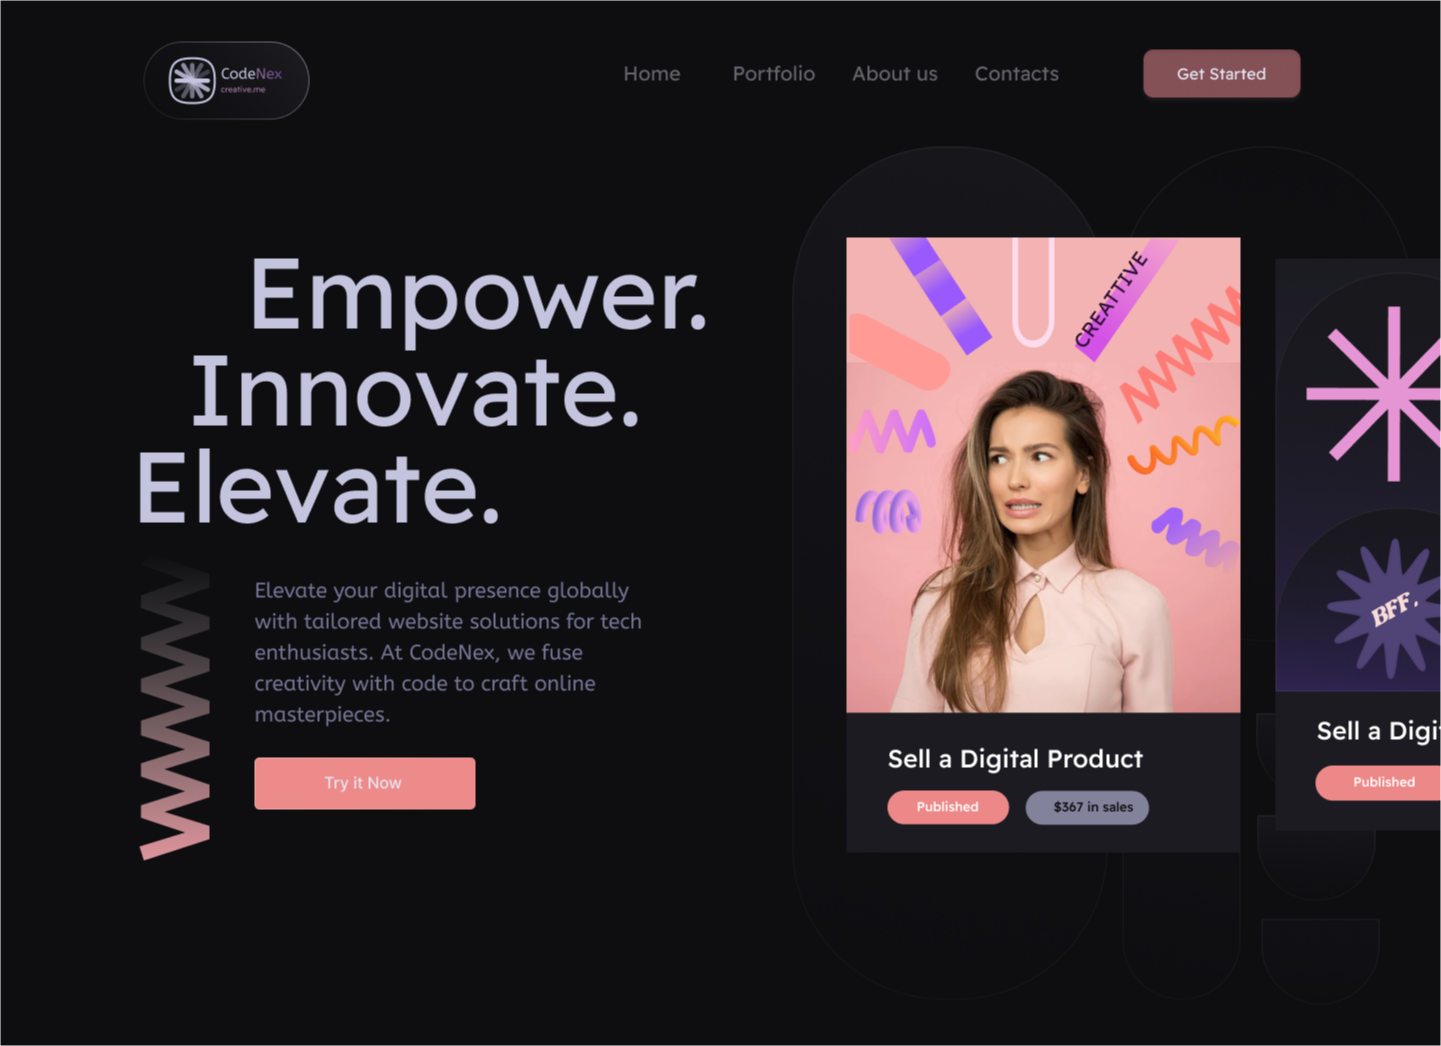 CodeNex
creative.me
Home
Portfolio
About us
Contacts
Get Started
Empower.
Innovate.
Elevate.
Elevate your digital presence globally
with tailored website solutions for tech
enthusiasts. At CodeNex, we fuse
creativity with code to craft online
masterpieces.
Try it Now
CREATTIVE
Sell a Digital Product
Published
$367 in sales
BFF.
Sell a Digi
Published